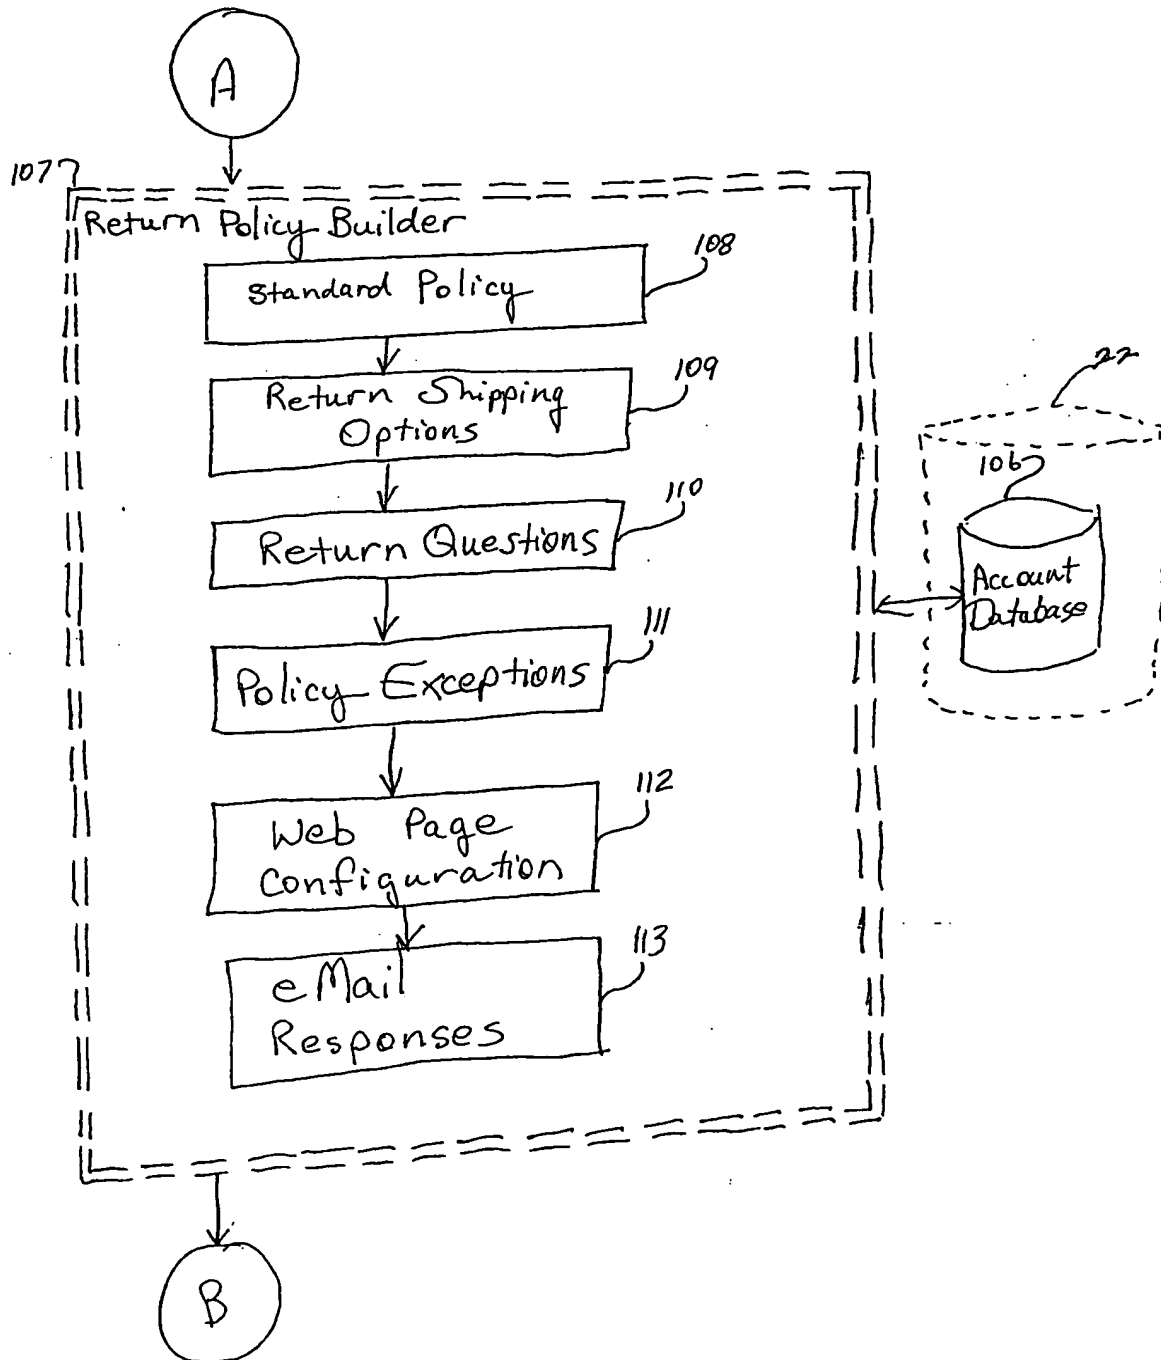 A
107
Return Policy Builder
Standard Policy
108
Return Shipping
Options
109
Return Questions
110
Policy Exceptions
111
Web Page
Configuration
112
eMail
Responses
113
22
106
Account
Database
B